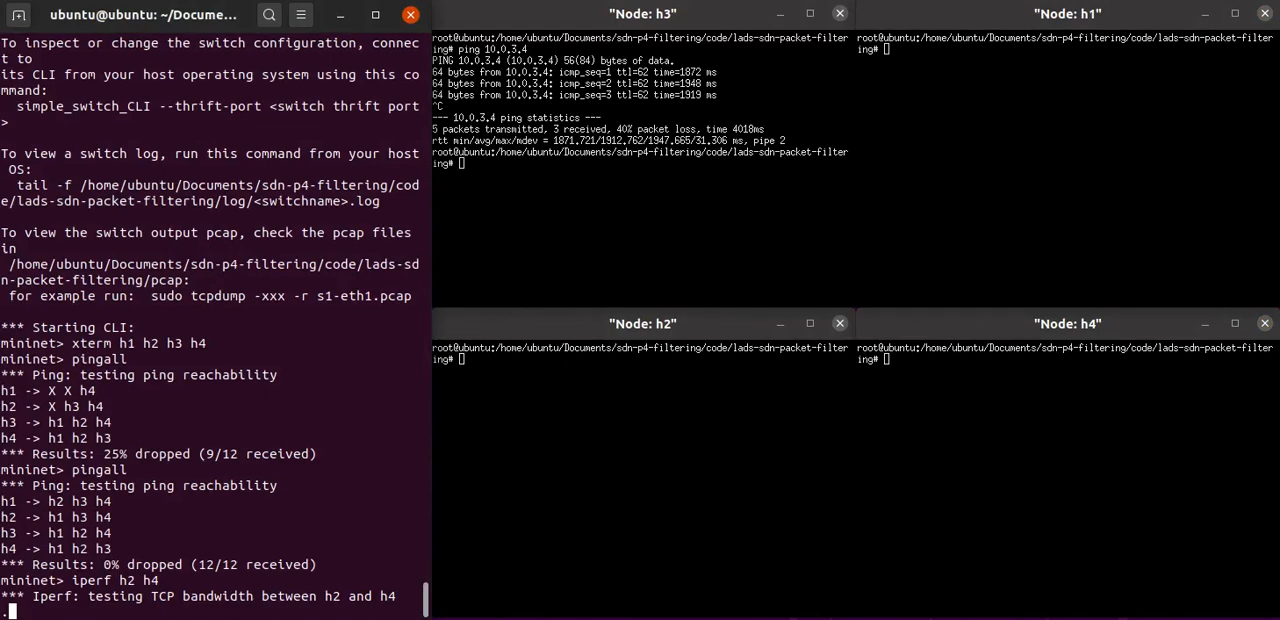 ubuntu@ubuntu: ~/Docume...
To inspect or change the switch configuration, connec
t to
its CLI from your host operating system using this co
mmand:
  simple_switch_CLI --thrift-port <switch thrift port
>
To view a switch log, run this command from your host
 OS:
  tail -f /home/ubuntu/Documents/sdn-p4-filtering/cod
e/lads-sdn-packet-filtering/log/<switchname>.log
To view the switch output pcap, check the pcap files
in
 /home/ubuntu/Documents/sdn-p4-filtering/code/lads-sd
n-packet-filtering/pcap:
 for example run:  sudo tcpdump -xxx -r s1-eth1.pcap
*** Starting CLI:
mininet> xterm h1 h2 h3 h4
mininet> pingall
*** Ping: testing ping reachability
h1 -> X X h4
h2 -> X h3 h4
h3 -> h1 h2 h4
h4 -> h1 h2 h3
*** Results: 25% dropped (9/12 received)
mininet> pingall
*** Ping: testing ping reachability
h1 -> h2 h3 h4
h2 -> h1 h3 h4
h3 -> h1 h2 h4
h4 -> h1 h2 h3
*** Results: 0% dropped (12/12 received)
mininet> iperf h2 h4
*** Iperf: testing TCP bandwidth between h2 and h4
.
"Node: h3"
root@ubuntu:/home/ubuntu/Documents/sdn-p4-filtering/code/lads-sdn-packet-filter
ing# ping 10.0.3.4
PING 10.0.3.4 (10.0.3.4) 56(84) bytes of data.
64 bytes from 10.0.3.4: icmp_seq=1 ttl=62 time=1872 ms
64 bytes from 10.0.3.4: icmp_seq=2 ttl=62 time=1948 ms
64 bytes from 10.0.3.4: icmp_seq=3 ttl=62 time=1919 ms
^C
--- 10.0.3.4 ping statistics ---
5 packets transmitted, 3 received, 40% packet loss, time 4018ms
rtt min/avg/max/mdev = 1871.721/1912.762/1947.665/31.306 ms, pipe 2
root@ubuntu:/home/ubuntu/Documents/sdn-p4-filtering/code/lads-sdn-packet-filter
ing#
"Node: h1"
root@ubuntu:/home/ubuntu/Documents/sdn-p4-filtering/code/lads-sdn-packet-filter
ing#
"Node: h2"
root@ubuntu:/home/ubuntu/Documents/sdn-p4-filtering/code/lads-sdn-packet-filter
ing#
"Node: h4"
root@ubuntu:/home/ubuntu/Documents/sdn-p4-filtering/code/lads-sdn-packet-filter
ing#